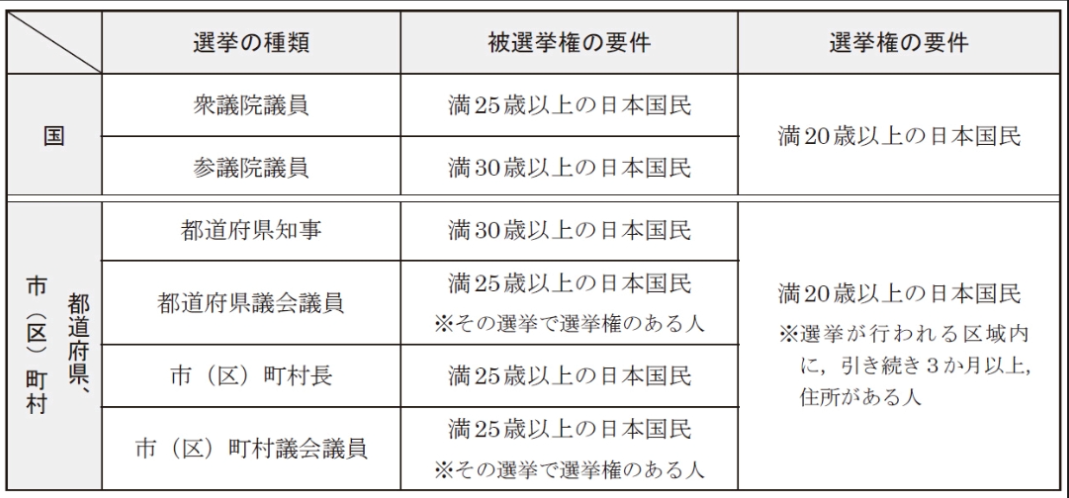 選挙の種類 被選挙権の要件 選挙権の要件
国
衆議院議員 満25歳以上の日本国民
満20歳以上の日本国民
参議院議員 満30歳以上の日本国民
都道府県、
市（区）町村
都道府県知事 満30歳以上の日本国民
都道府県議会議員 満25歳以上の日本国民
※その選挙で選挙権のある人
市（区）町村長 満25歳以上の日本国民
市（区）町村議会議員 満25歳以上の日本国民
※その選挙で選挙権のある人
満20歳以上の日本国民
※選挙が行われる区域内
に，引き続き３か月以上，
住所がある人